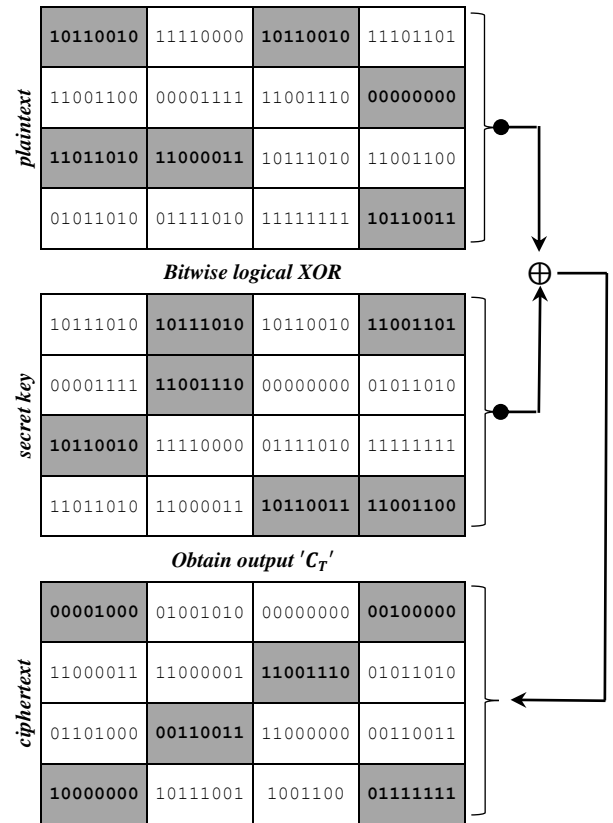 plaintext
10110010 11110000 10110010 11101101
11001100 00001111 11001110 00000000
11011010 11000011 10111010 11001100
01011010 01111010 11111111 10110011
Bitwise logical XOR
secret key
10111010 10111010 10110010 11001101
00001111 11001110 00000000 01011010
10110010 11110000 01111010 11111111
11011010 11000011 10110011 11001100
Obtain output 'C_T'
ciphertext
00001000 01001010 00000000 00100000
11000011 11000001 11001110 01011010
01101000 00110011 11000000 00110011
10000000 10111001 1001100 01111111